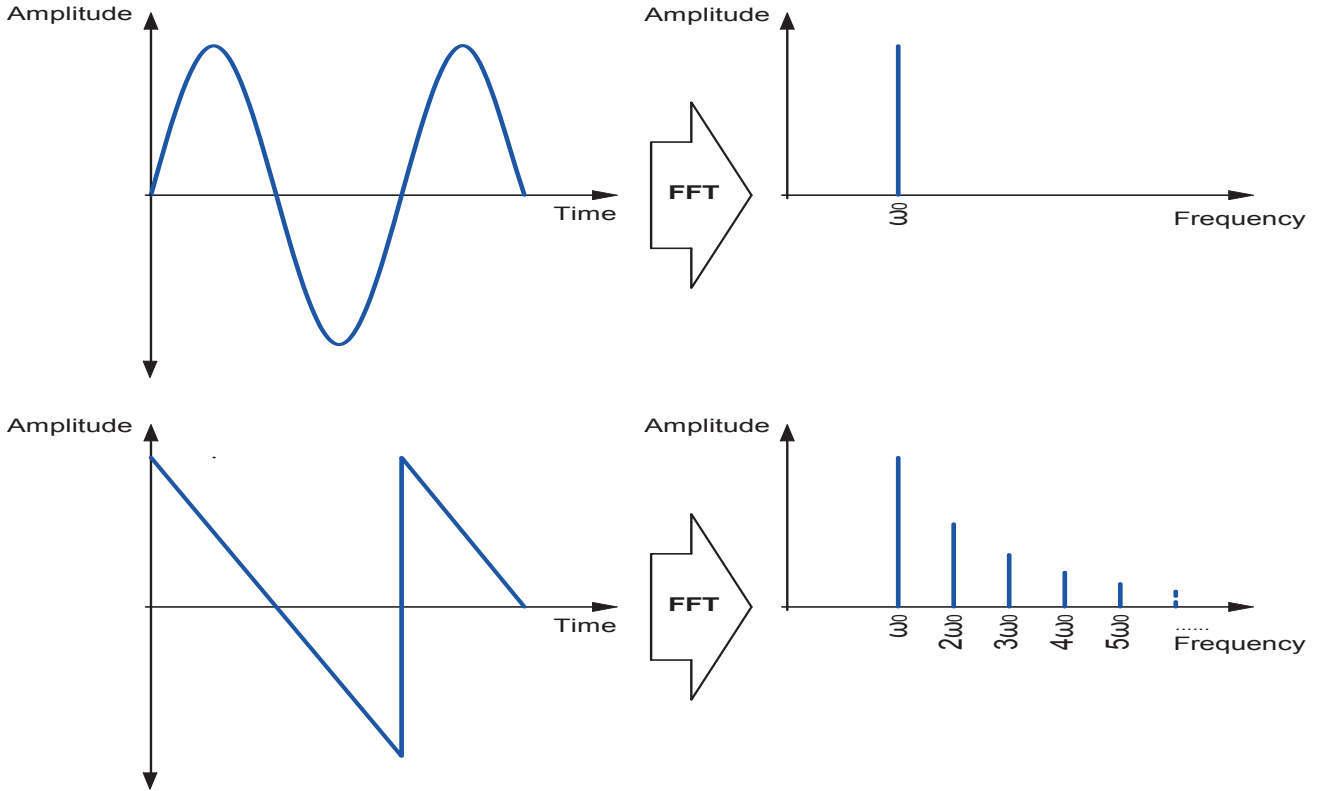 Amplitude
Time
FFT
Amplitude
ω0
Frequency
Amplitude
Time
FFT
Amplitude
ω0
2ω0
3ω0
4ω0
5ω0
......
Frequency